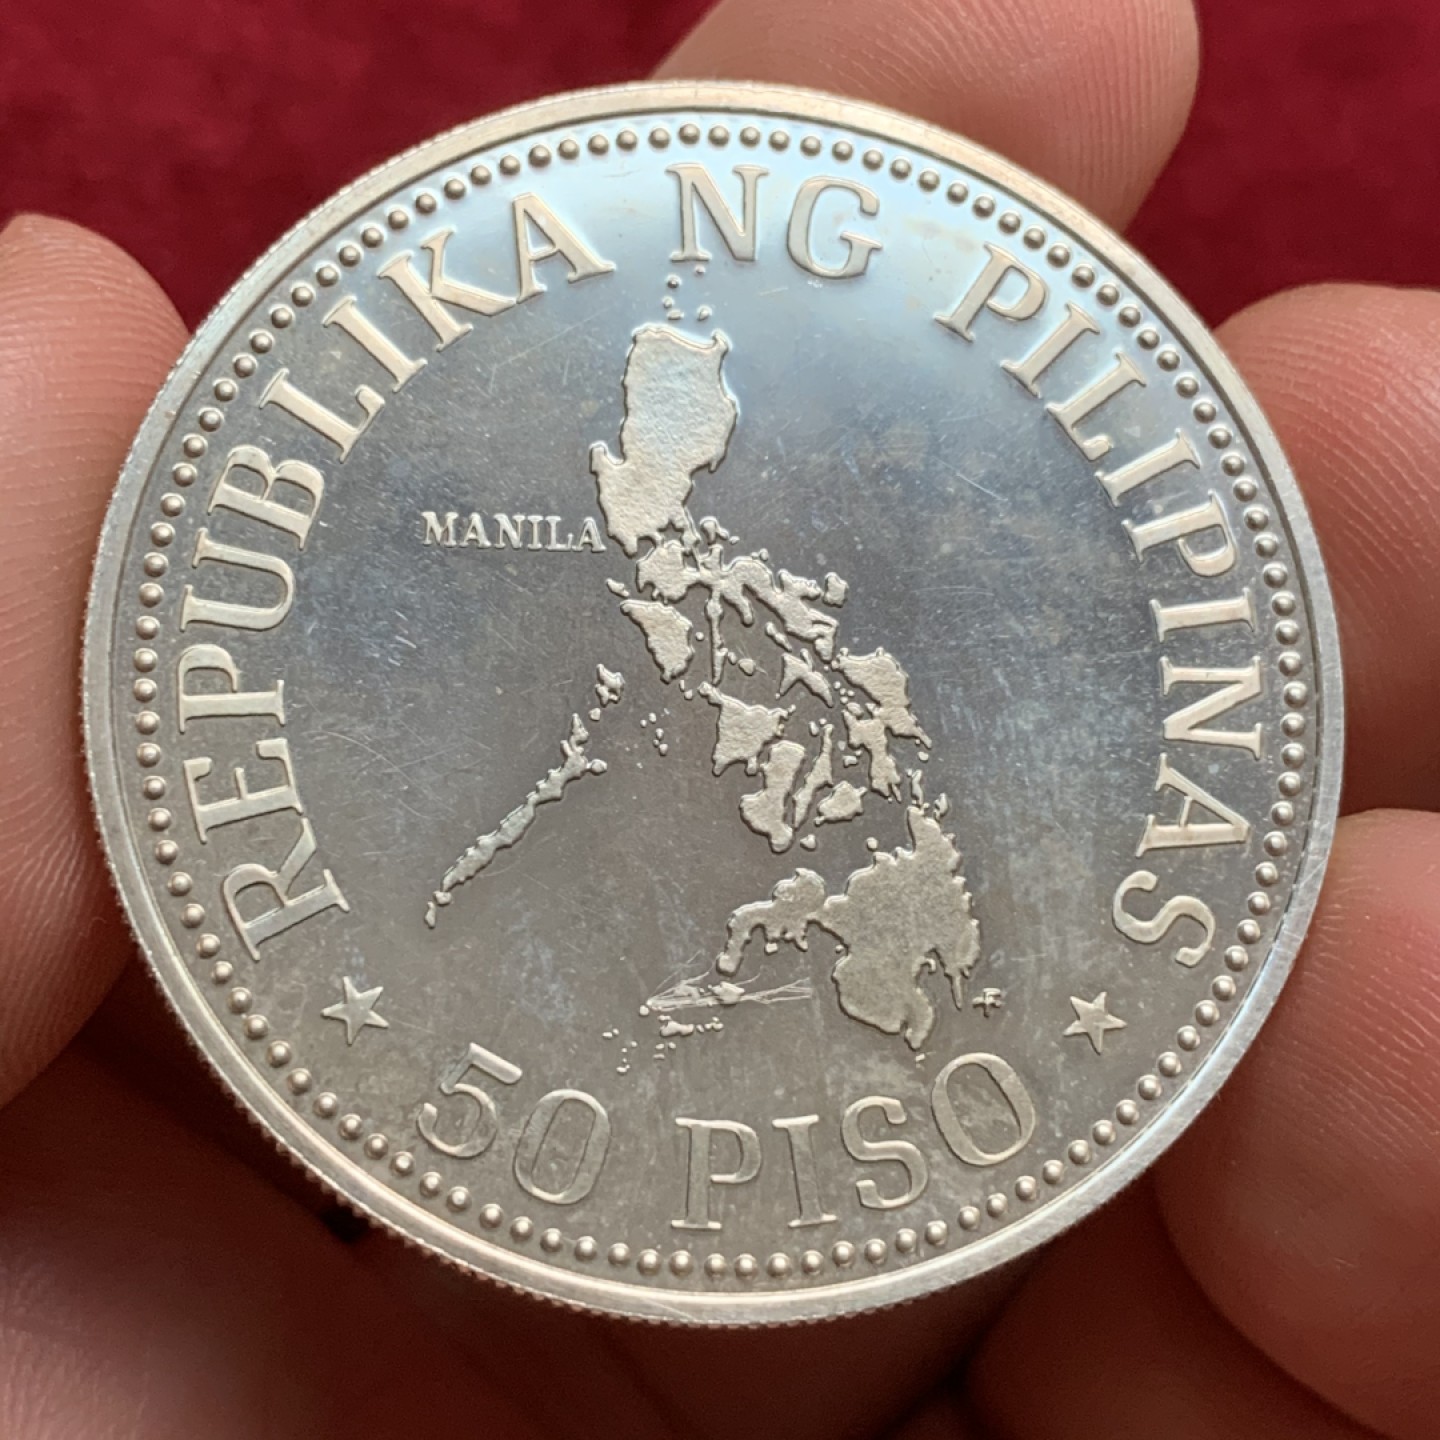 REPUBLIKA NG PILIPINAS
MANILA
50 PISO